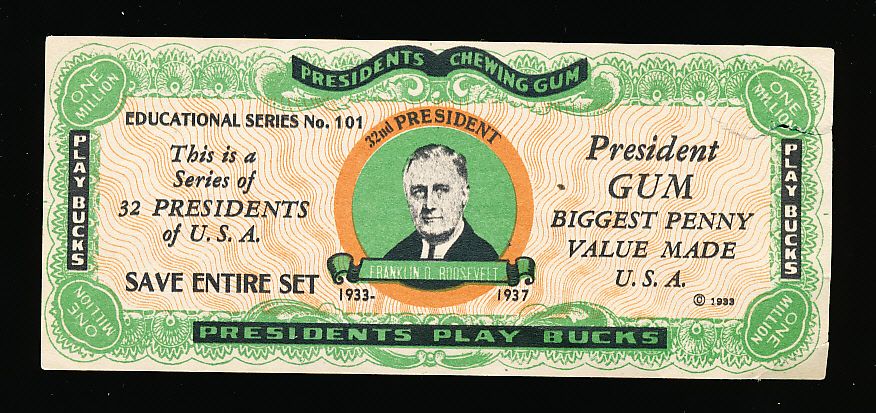 PRESIDENTS CHEWING GUM
ONE MILLION
ONE MILLION
EDUCATIONAL SERIES No. 101
This is a
Series of
32 PRESIDENTS
of U. S. A.
SAVE ENTIRE SET
32nd PRESIDENT
FRANKLIN D. ROOSEVELT
1933-
1937
President
GUM
BIGGEST PENNY
VALUE MADE
U. S. A.
© 1933
PLAY BUCKS
PLAY BUCKS
ONE MILLION
ONE MILLION
PRESIDENTS PLAY BUCKS